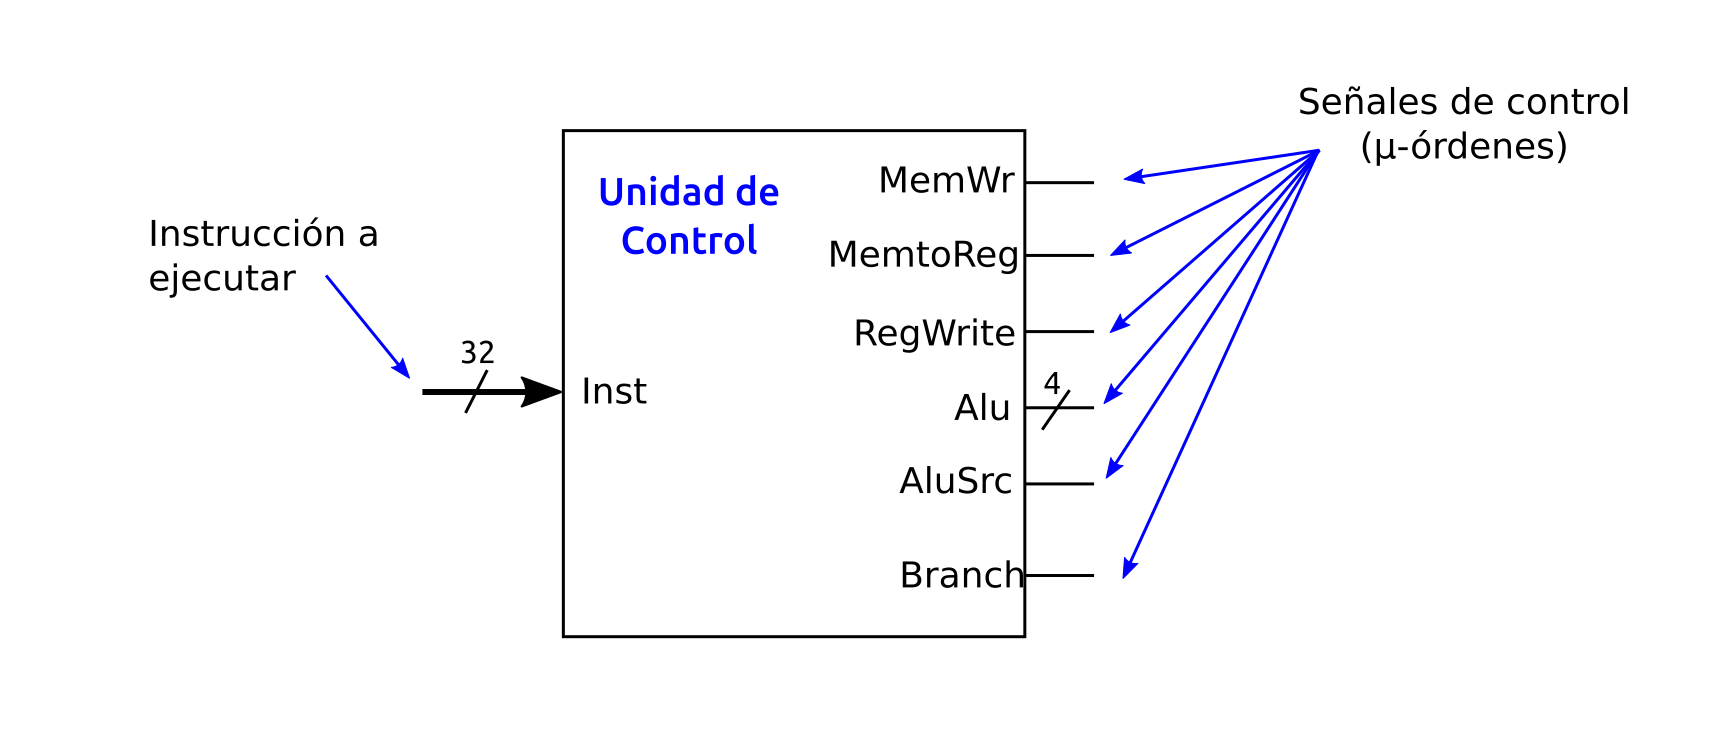 Señales de control
(μ-órdenes)
Unidad de
Control
MemWr
MemtoReg
Instrucción a
ejecutar
RegWrite
32
Inst
4
Alu
AluSrc
Branch